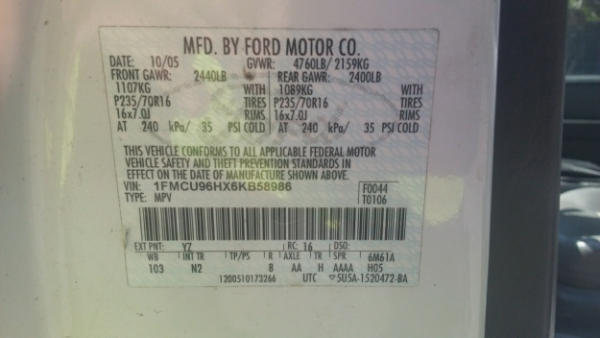 MFD. BY FORD MOTOR CO.
DATE: 10/05 GVWR: 4760LB/ 2159KG
FRONT GAWR: 2440LB REAR GAWR: 2400LB
1107KG WITH 1089KG WITH
P235/70R16 TIRES P235/70R16 TIRES
16x7.0J RIMS 16x7.0J RIMS
AT 240 kPa/ 35 PSI COLD AT 240 kPa/ 35 PSI COLD
THIS VEHICLE CONFORMS TO ALL APPLICABLE FEDERAL MOTOR
VEHICLE SAFETY AND THEFT PREVENTION STANDARDS IN
EFFECT ON THE DATE OF MANUFACTURE SHOWN ABOVE.
VIN: 1FMCU96HX6KB58986 F0044
TYPE: MPV T0106
EXT PNT: YZ RC: 16 DSO:
WB INT TR TP/PS R AXLE TR SPR 6M61A
103 N2 8 AA H AAAA H05
1200510173266 UTC ▽5U5A-1520472-BA